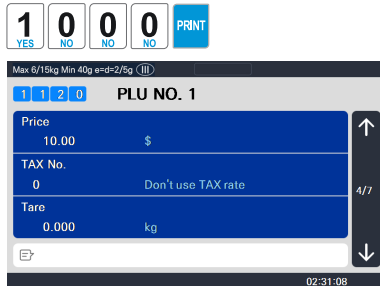 1 0 0 0 PRINT
YES NO NO NO
Max 6/15kg Min 40g e=d=2/5g III
1 1 2 0 PLU NO. 1
Price
10.00 $
TAX No.
0 Don't use TAX rate
4/7
Tare
0.000 kg
02:31:08